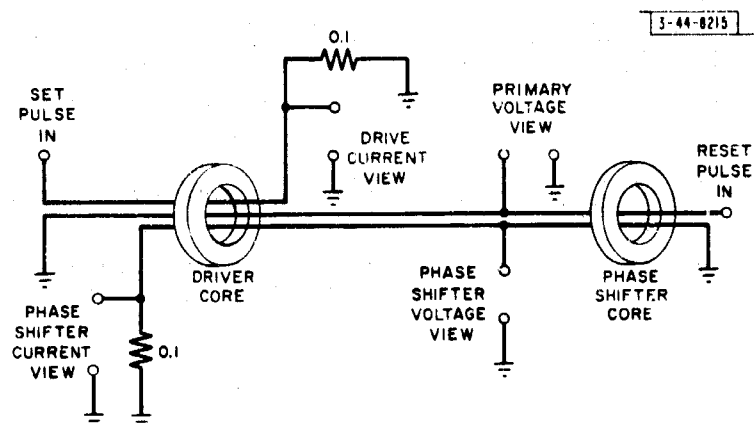 3-44-8215
0.1
SET
PULSE
IN
DRIVE
CURRENT
VIEW
PRIMARY
VOLTAGE
VIEW
RESET
PULSE
IN
DRIVER
CORE
PHASE
SHIFTER
CURRENT
VIEW
0.1
PHASE
SHIFTER
VOLTAGE
VIEW
PHASE
SHIFTER
CORE